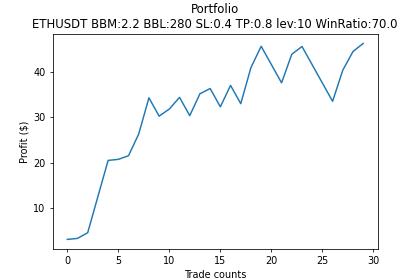 Portfolio
ETHUSDT BBM:2.2 BBL:280 SL:0.4 TP:0.8 lev:10 WinRatio:70.0
40
30
20
10
Profit ($)
0 5 10 15 20 25 30
Trade counts